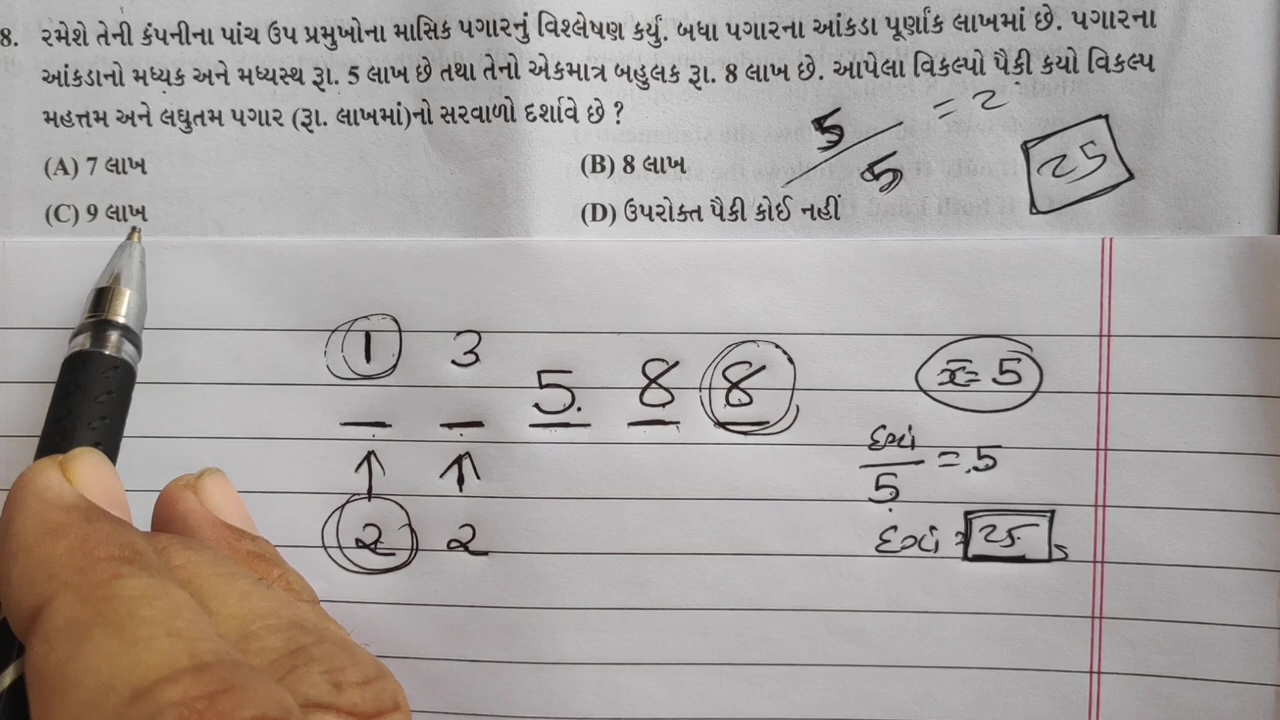 8. રમેશે તેની કંપનીના પાંચ ઉપ પ્રમુખોના માસિક પગારનું વિશ્લેષણ કર્યું. બધા પગારના આંકડા પૂર્ણાંક લાખમાં છે. પગારના
આંકડાનો મધ્યક અને મધ્યસ્થ રૂા. 5 લાખ છે તથા તેનો એકમાત્ર બહુલક રૂા. 8 લાખ છે. આપેલા વિકલ્પો પૈકી કયો વિકલ્પ
મહત્તમ અને લઘુતમ પગાર (રૂા. લાખમાં)નો સરવાળો દર્શાવે છે ?
5/5 = 2
25
(A) 7 લાખ (B) 8 લાખ
(C) 9 લાખ (D) ઉપરોક્ત પૈકી કોઈ નહીં
1 3 5. 8 8
x̄ = 5
/5 = 5
2 2
25